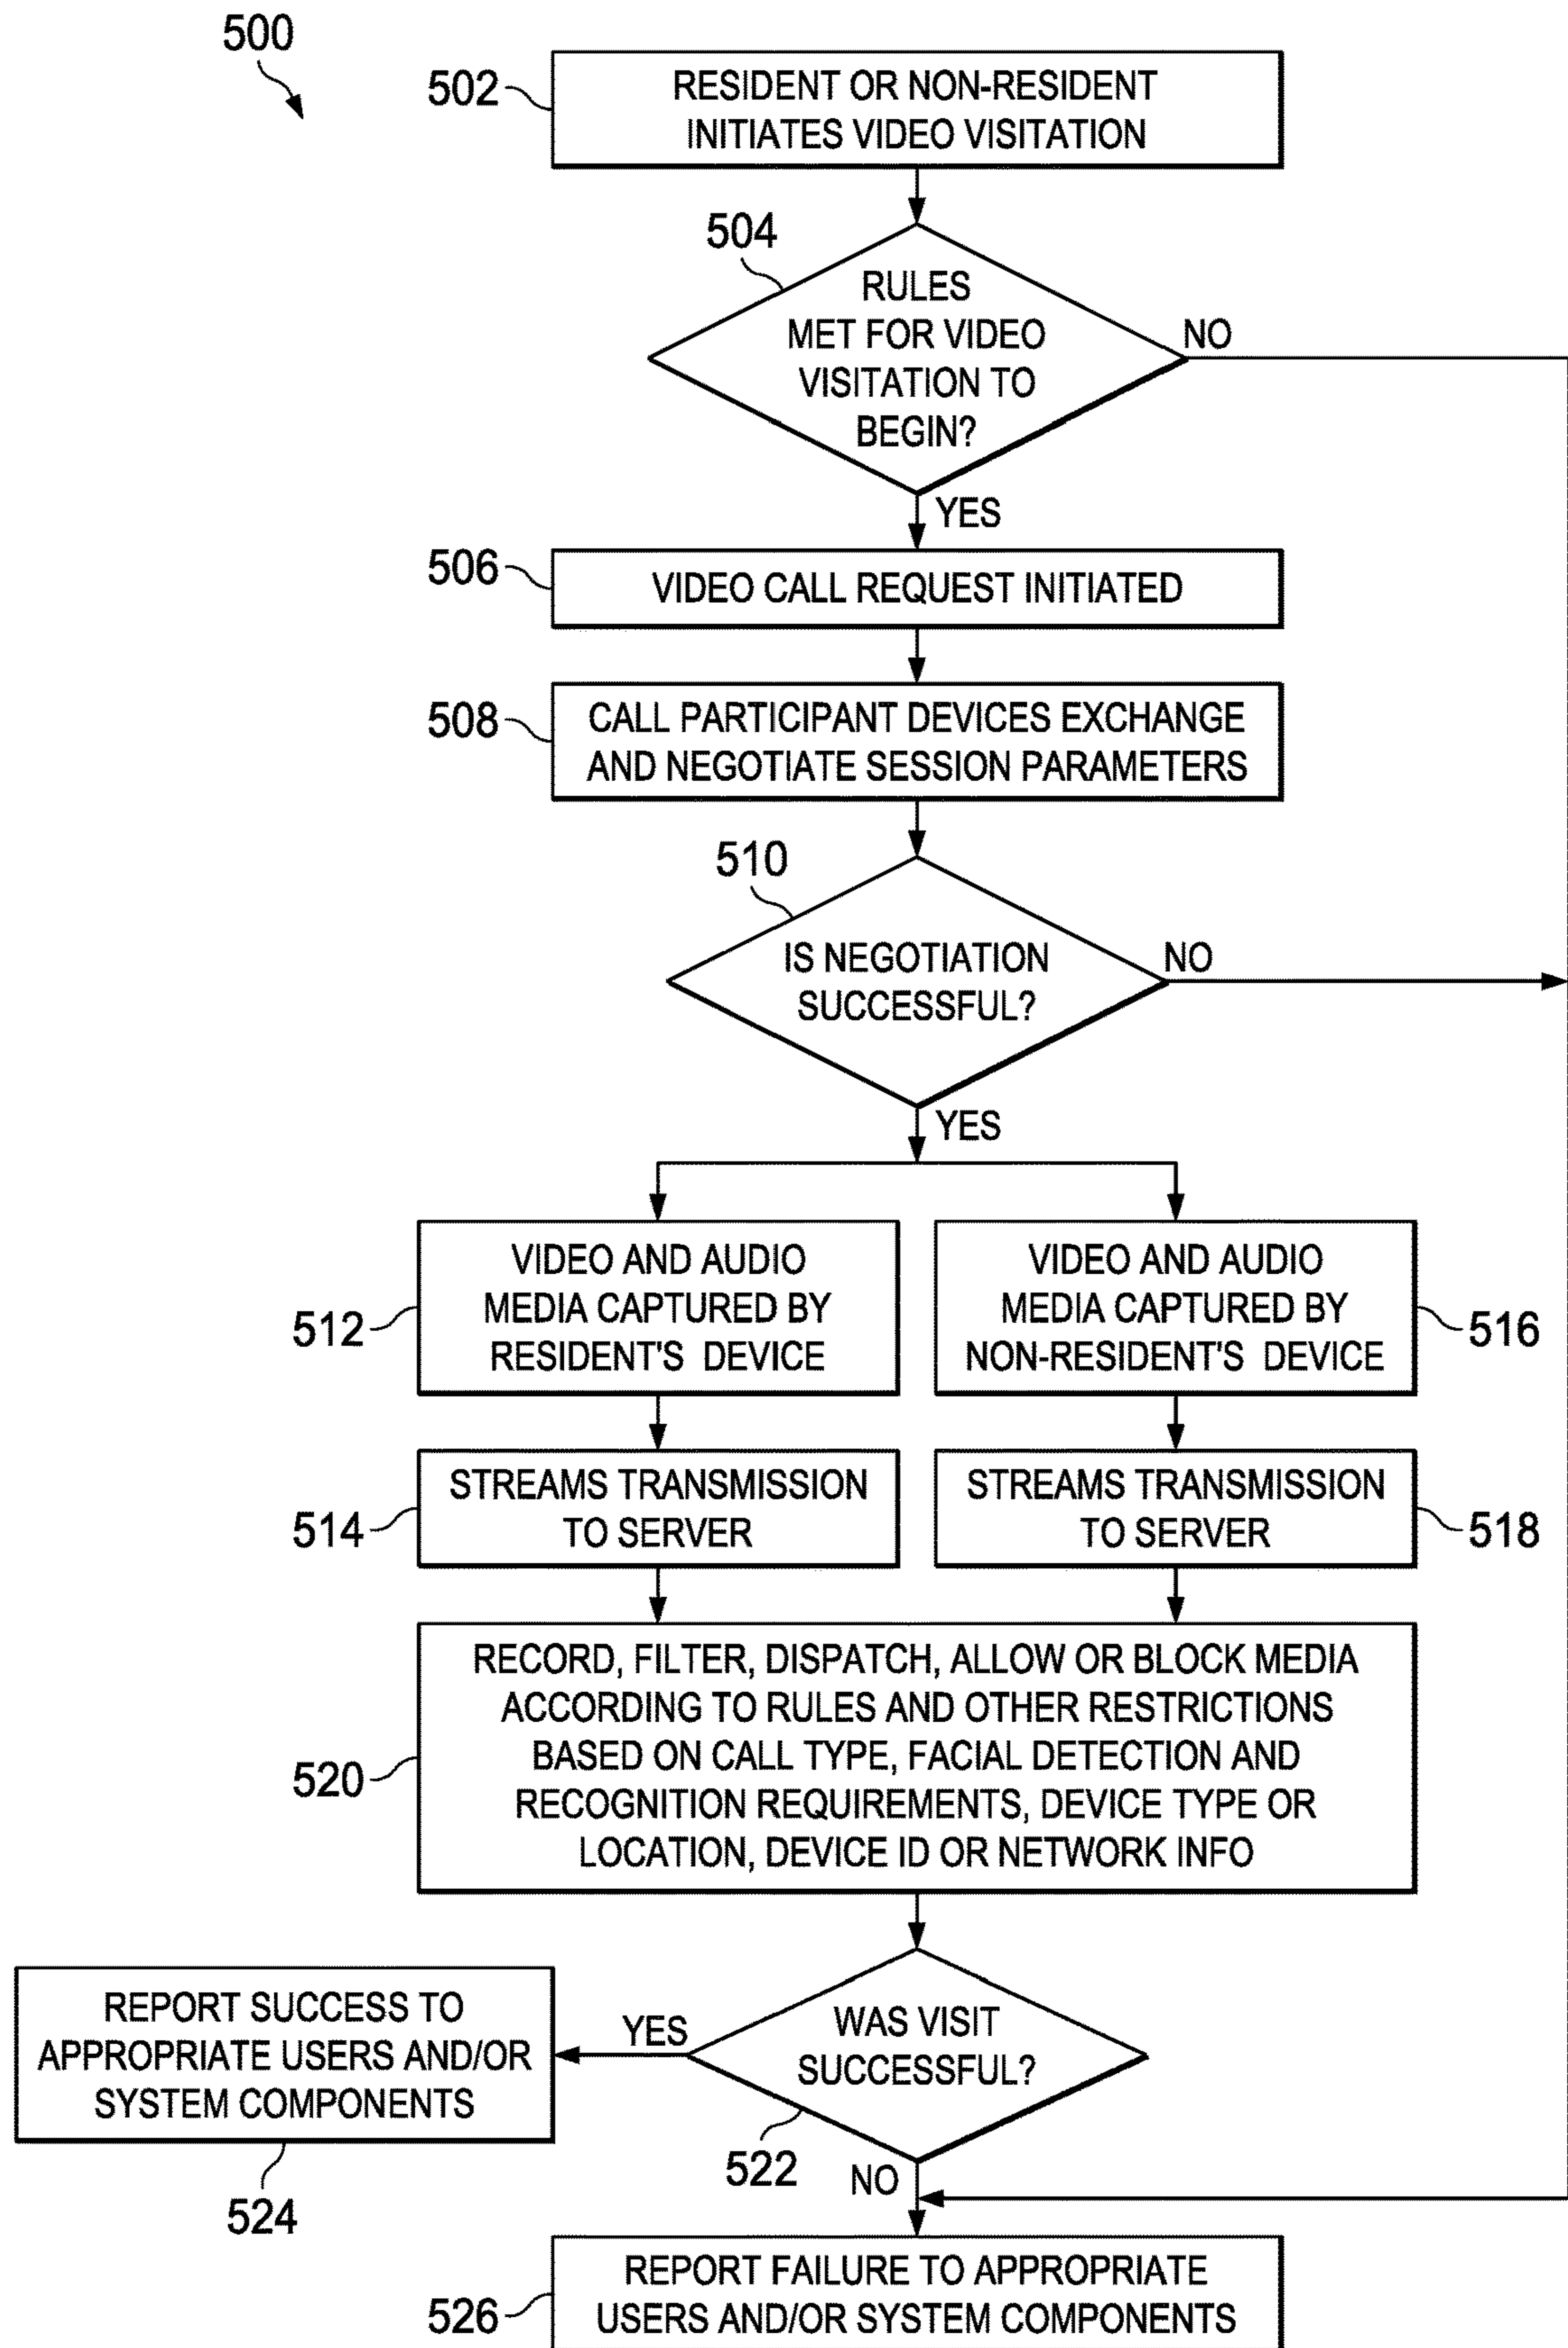 500
502
RESIDENT OR NON-RESIDENT
INITIATES VIDEO VISITATION
504
RULES
MET FOR VIDEO
VISITATION TO
BEGIN?
NO
YES
506
VIDEO CALL REQUEST INITIATED
508
CALL PARTICIPANT DEVICES EXCHANGE
AND NEGOTIATE SESSION PARAMETERS
510
IS NEGOTIATION
SUCCESSFUL?
NO
YES
512
VIDEO AND AUDIO
MEDIA CAPTURED BY
RESIDENT'S DEVICE
VIDEO AND AUDIO
MEDIA CAPTURED BY
NON-RESIDENT'S DEVICE
516
514
STREAMS TRANSMISSION
TO SERVER
STREAMS TRANSMISSION
TO SERVER
518
520
RECORD, FILTER, DISPATCH, ALLOW OR BLOCK MEDIA
ACCORDING TO RULES AND OTHER RESTRICTIONS
BASED ON CALL TYPE, FACIAL DETECTION AND
RECOGNITION REQUIREMENTS, DEVICE TYPE OR
LOCATION, DEVICE ID OR NETWORK INFO
WAS VISIT
SUCCESSFUL?
522
YES
REPORT SUCCESS TO
APPROPRIATE USERS AND/OR
SYSTEM COMPONENTS
524
NO
526
REPORT FAILURE TO APPROPRIATE
USERS AND/OR SYSTEM COMPONENTS